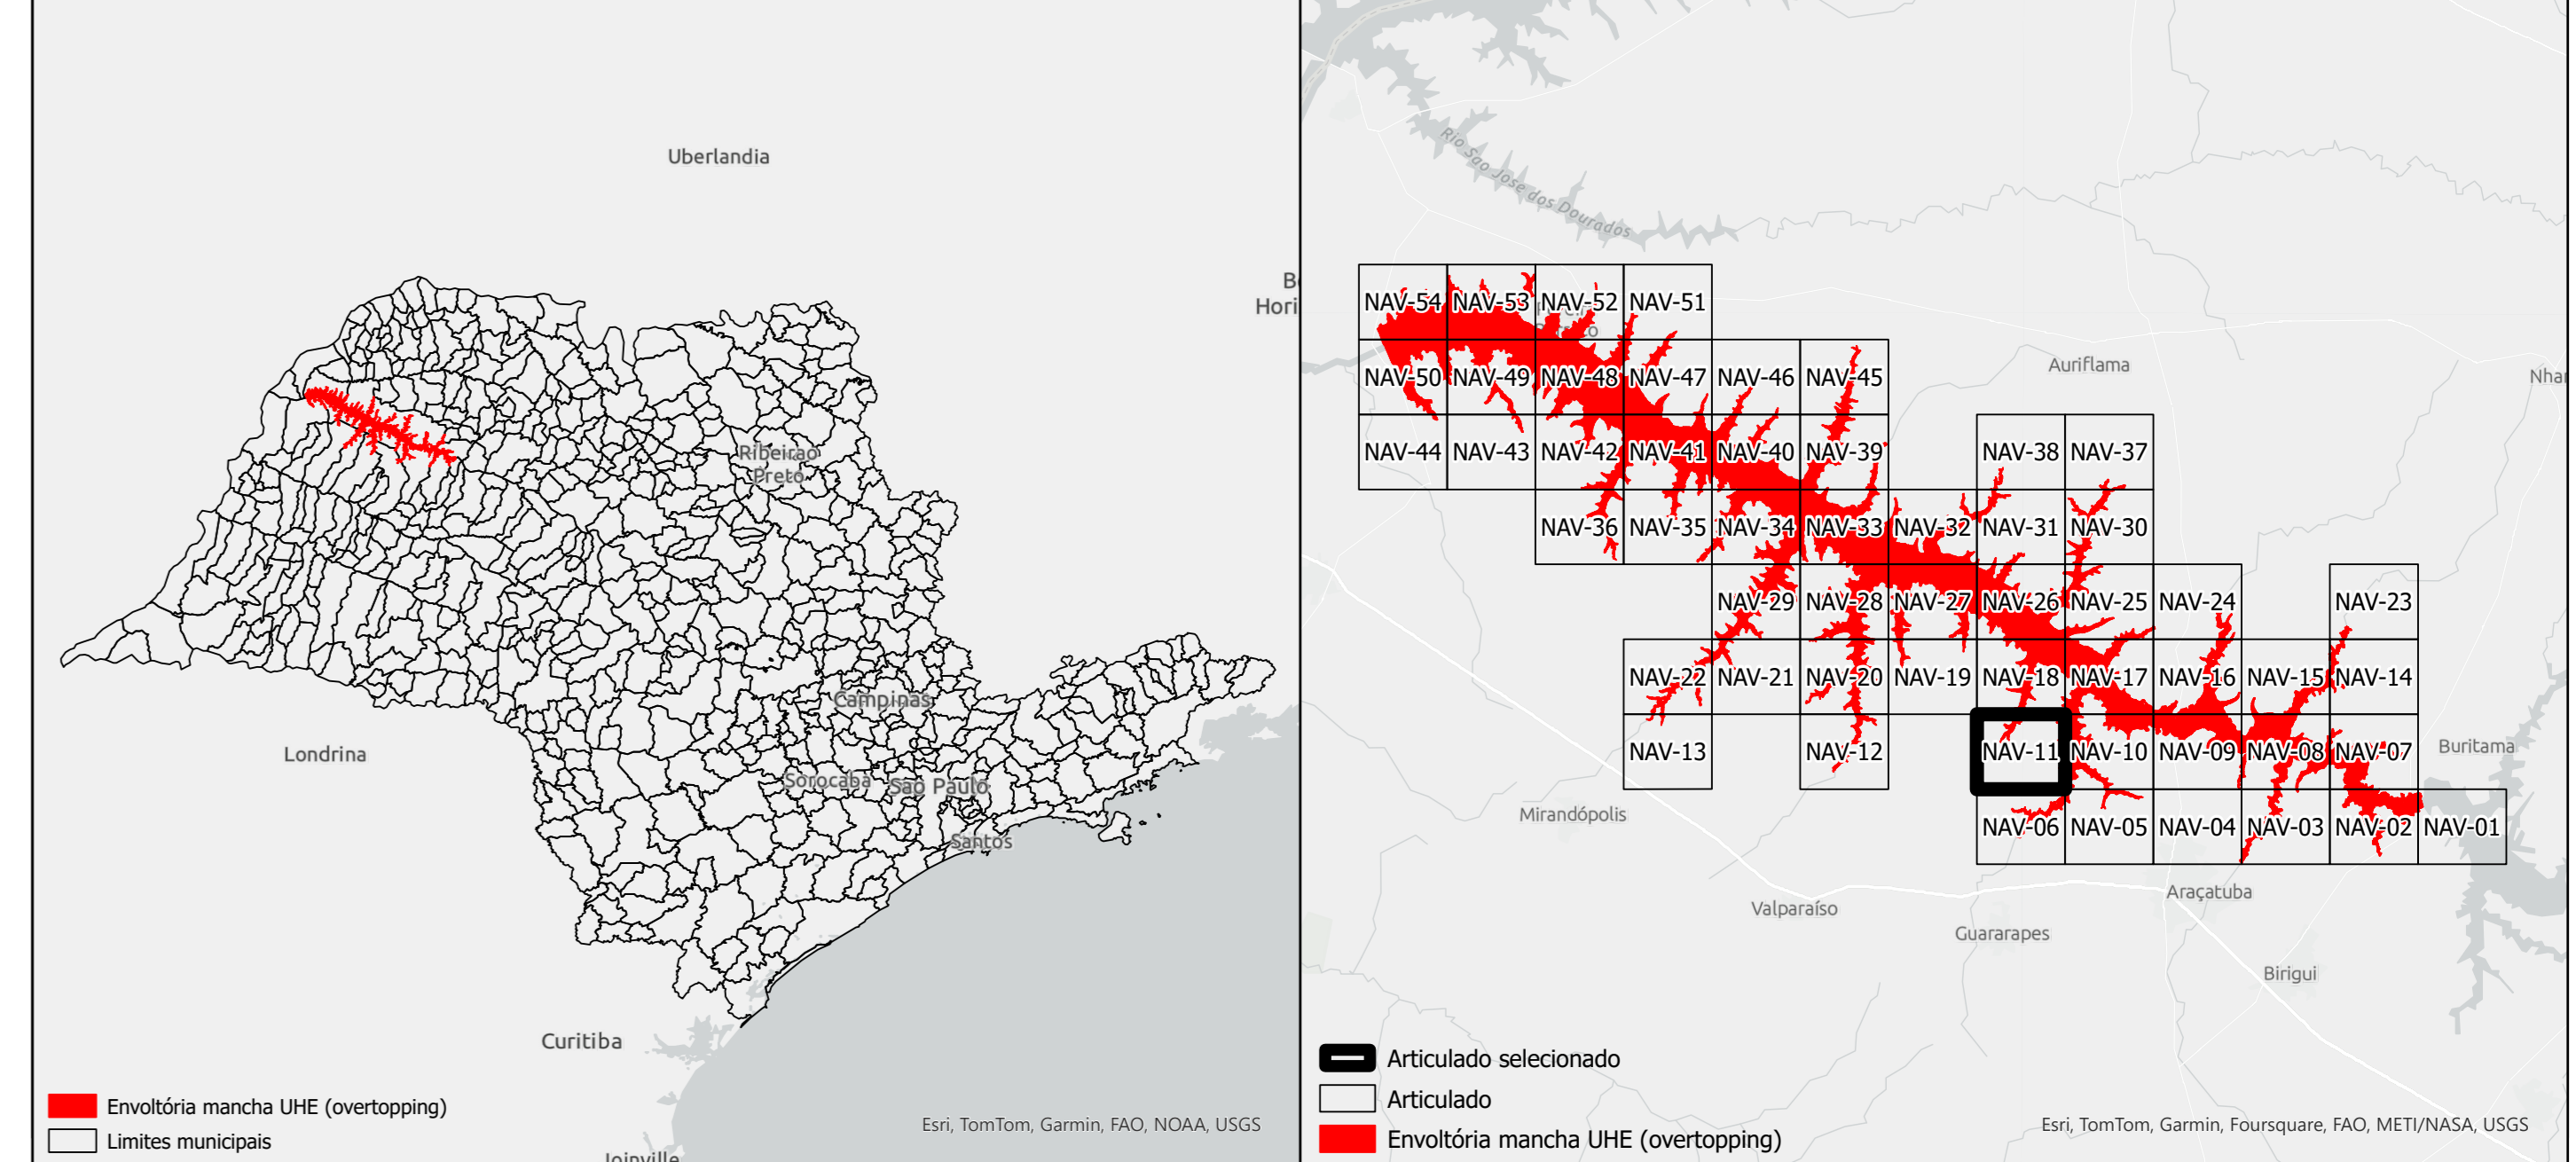 Uberlandia
Ribeirao
Preto
Campinas
Londrina
Sorocaba
Sao Paulo
Santos
Curitiba
Joinville
Hori
Envoltória mancha UHE (overtopping)
Limites municipais
Esri, TomTom, Garmin, FAO, NOAA, USGS
Rio Sao Jose dos Dourados
NAV-54 NAV-53 NAV-52 NAV-51
NAV-50 NAV-49 NAV-48 NAV-47 NAV-46 NAV-45
Auriflama
NAV-44 NAV-43 NAV-42 NAV-41 NAV-40 NAV-39 NAV-38 NAV-37
NAV-36 NAV-35 NAV-34 NAV-33 NAV-32 NAV-31 NAV-30
NAV-29 NAV-28 NAV-27 NAV-26 NAV-25 NAV-24 NAV-23
NAV-22 NAV-21 NAV-20 NAV-19 NAV-18 NAV-17 NAV-16 NAV-15 NAV-14
NAV-13 NAV-12 NAV-11 NAV-10 NAV-09 NAV-08 NAV-07
Buritama
Mirandópolis
NAV-06 NAV-05 NAV-04 NAV-03 NAV-02 NAV-01
Araçatuba
Valparaíso
Guararapes
Birigui
Articulado selecionado
Articulado
Envoltória mancha UHE (overtopping)
Esri, TomTom, Garmin, Foursquare, FAO, METI/NASA, USGS